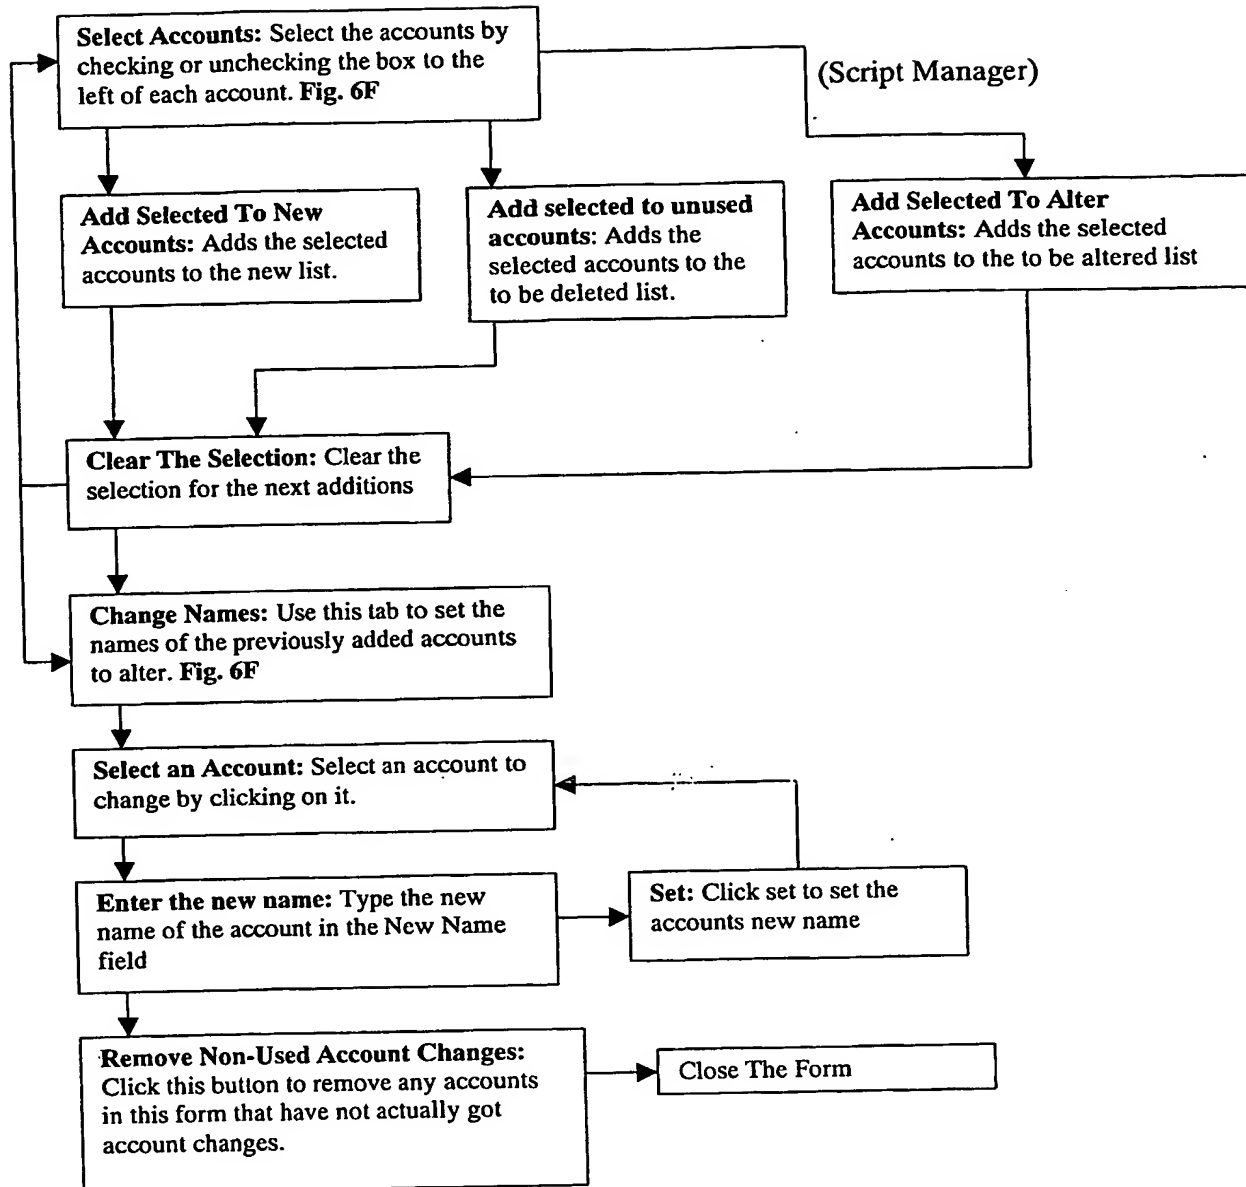 Select Accounts: Select the accounts by
checking or unchecking the box to the
left of each account. Fig. 6F
(Script Manager)
Add Selected To New
Accounts: Adds the selected
accounts to the new list.
Add selected to unused
accounts: Adds the
selected accounts to the
to be deleted list.
Add Selected To Alter
Accounts: Adds the selected
accounts to the to be altered list
Clear The Selection: Clear the
selection for the next additions
Change Names: Use this tab to set the
names of the previously added accounts
to alter. Fig. 6F
Select an Account: Select an account to
change by clicking on it.
Enter the new name: Type the new
name of the account in the New Name
field
Set: Click set to set the
accounts new name
Remove Non-Used Account Changes:
Click this button to remove any accounts
in this form that have not actually got
account changes.
Close The Form